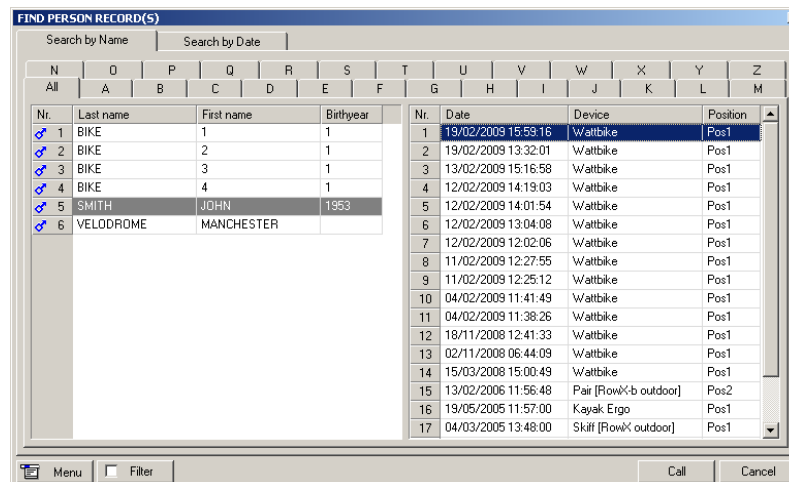 FIND PERSON RECORD(S)
Search by Name Search by Date
N O P Q R S T U V W X Y Z
All A B C D E F G H I J K L M
Nr. Last name First name Birthyear
1 BIKE 1 1
2 BIKE 2 1
3 BIKE 3 1
4 BIKE 4 1
5 SMITH JOHN 1953
6 VELODROME MANCHESTER
Nr. Date Device Position
1 19/02/2009 15:59:16 Wattbike Pos1
2 19/02/2009 13:32:01 Wattbike Pos1
3 13/02/2009 15:16:58 Wattbike Pos1
4 12/02/2009 14:19:03 Wattbike Pos1
5 12/02/2009 14:01:54 Wattbike Pos1
6 12/02/2009 13:04:08 Wattbike Pos1
7 12/02/2009 12:02:06 Wattbike Pos1
8 11/02/2009 12:27:55 Wattbike Pos1
9 11/02/2009 12:25:12 Wattbike Pos1
10 04/02/2009 11:41:49 Wattbike Pos1
11 04/02/2009 11:38:26 Wattbike Pos1
12 18/11/2008 12:41:33 Wattbike Pos1
13 02/11/2008 06:44:09 Wattbike Pos1
14 15/03/2008 15:00:49 Wattbike Pos1
15 13/02/2006 11:56:48 Pair [RowX-b outdoor] Pos2
16 19/05/2005 11:57:00 Kayak Ergo Pos1
17 04/03/2005 13:48:00 Skiff [RowX outdoor] Pos1
Menu Filter Call Cancel